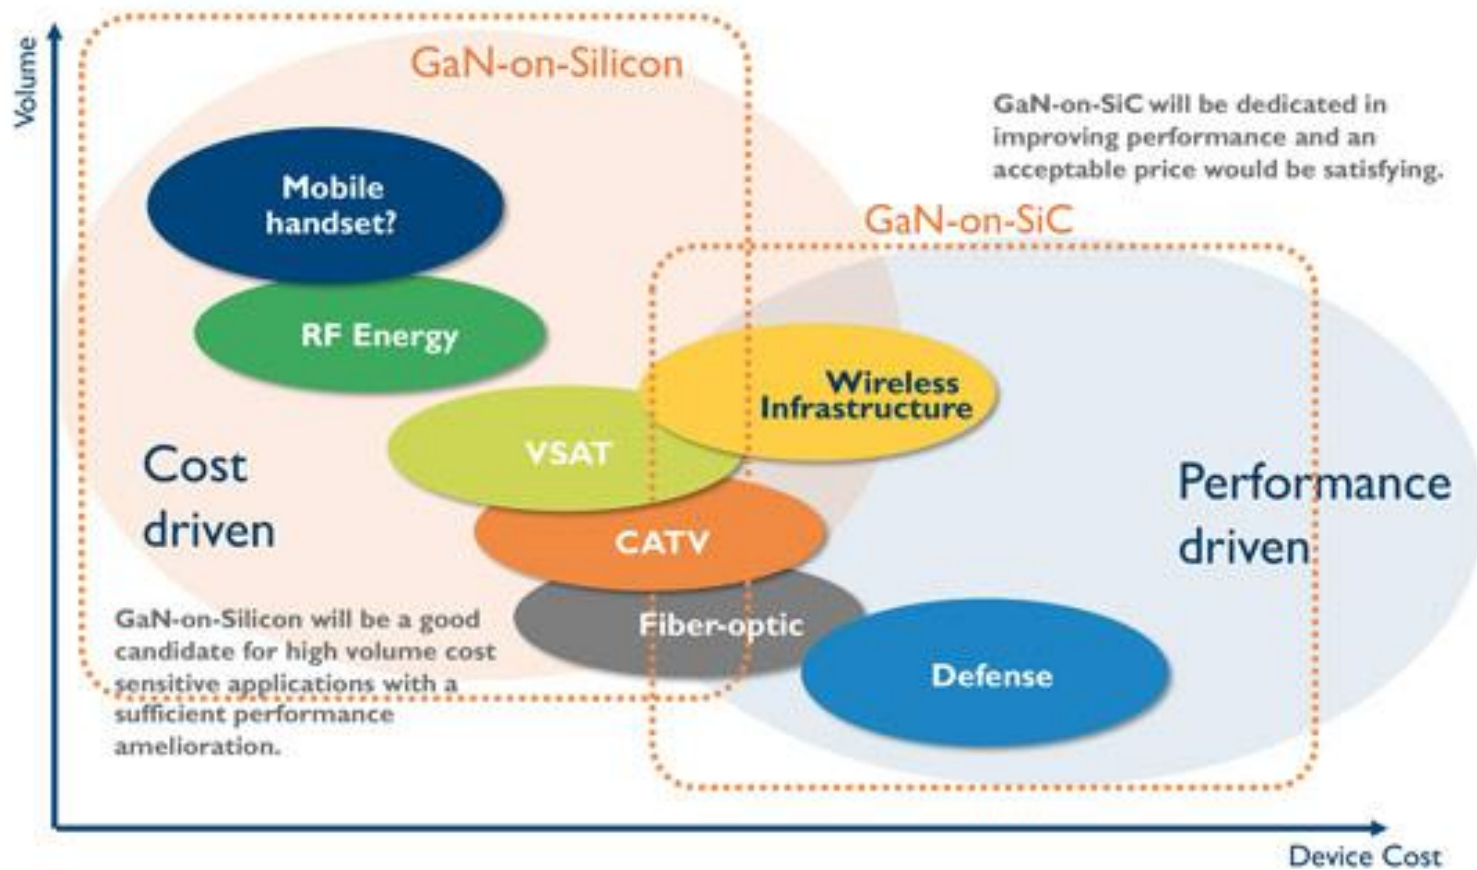 Volume
GaN-on-Silicon
GaN-on-SiC will be dedicated in
improving performance and an
acceptable price would be satisfying.
Mobile
handset?
GaN-on-SiC
RF Energy
Wireless
Infrastructure
VSAT
Cost
driven
Performance
driven
CATV
GaN-on-Silicon will be a good
candidate for high volume cost
sensitive applications with a
sufficient performance
amelioration.
Fiber-optic
Defense
Device Cost